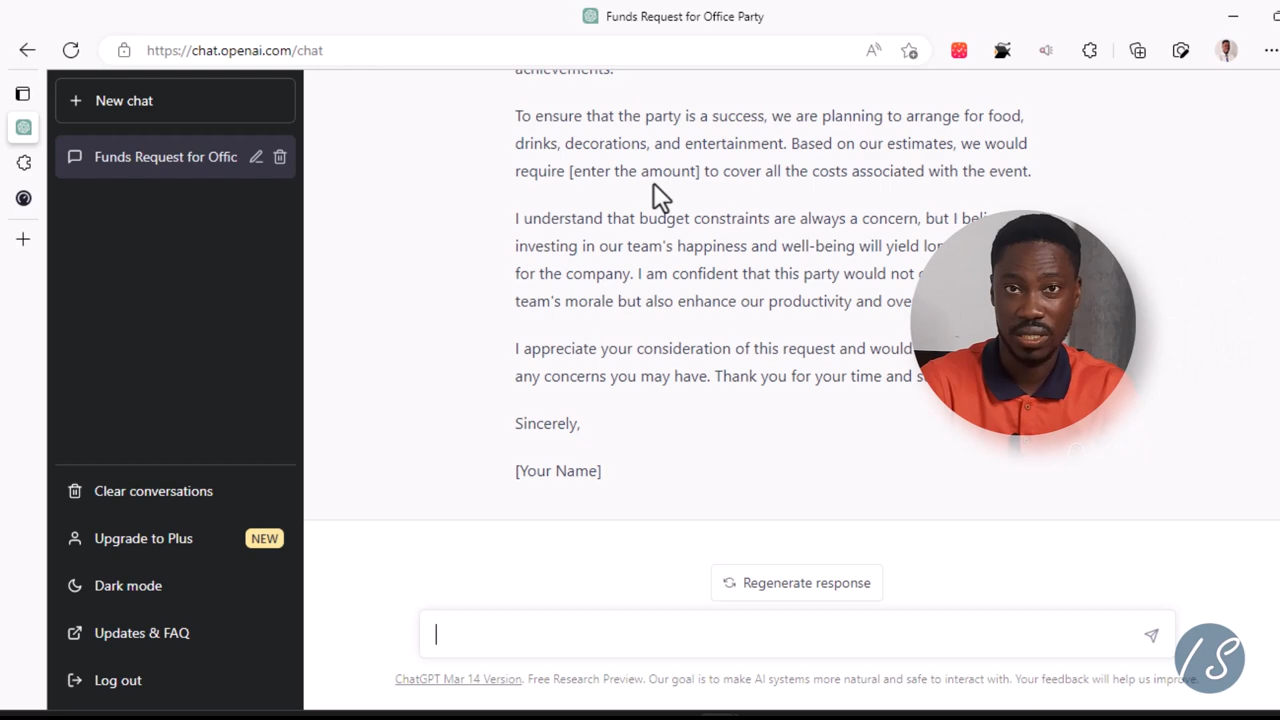 Funds Request for Office Party
https://chat.openai.com/chat
New chat
Funds Request for Offic
Clear conversations
Upgrade to Plus NEW
Dark mode
Updates & FAQ
Log out
achievements.
To ensure that the party is a success, we are planning to arrange for food,
drinks, decorations, and entertainment. Based on our estimates, we would
require [enter the amount] to cover all the costs associated with the event.
I understand that budget constraints are always a concern, but I
investing in our team's happiness and well-being will yield
for the company. I am confident that this party would not
team's morale but also enhance our productivity and
I appreciate your consideration of this request and would
any concerns you may have. Thank you for your time and
Sincerely,
[Your Name]
Regenerate response
ChatGPT Mar 14 Version. Free Research Preview. Our goal is to make AI systems more natural and safe to interact with. Your feedback will help us improve.
IS